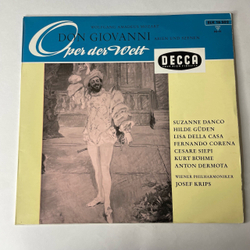 DON GIOVANNI
Oper der Welt
DECCA
SUZANNE DANCO
HILDE GÜDEN
LISA DELLA CASA
FERNANDO CORENA
CESARE SIEPI
KURT BÖHME
ANTON DERMOTA
WIENER PHILHARMONIKER
JOSEF KRIPS